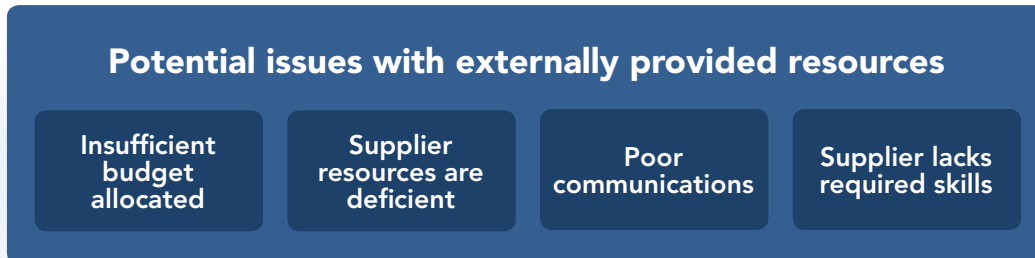 Potential issues with externally provided resources
Insufficient
budget
allocated
Supplier
resources are
deficient
Poor
communications
Supplier lacks
required skills